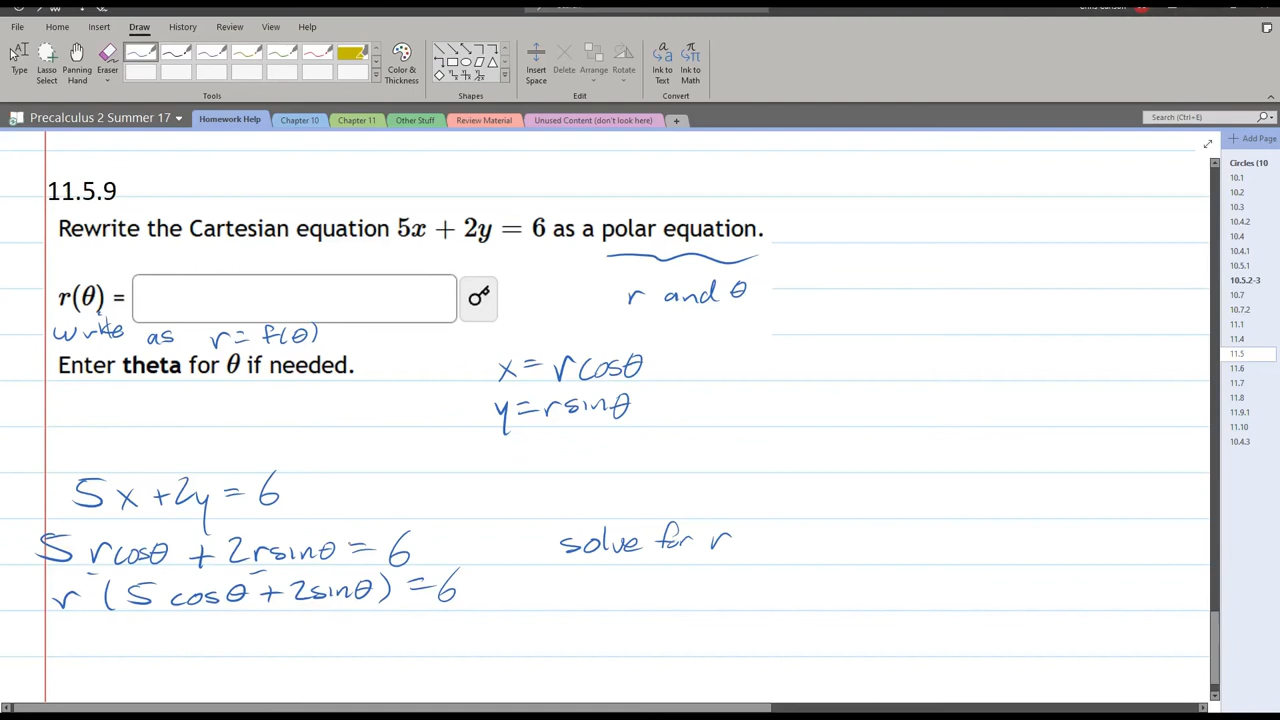 File Home Insert Draw History Review View Help
Type Lasso Select Panning Hand Eraser Color & Thickness Insert Space Delete Arrange Rotate Ink to Text Ink to Math
Tools Shapes Edit Convert
Precalculus 2 Summer 17 Homework Help Chapter 10 Chapter 11 Other Stuff Review Material Unused Content (don't look here) + Search (Ctrl+E)
Add Page
Circles (10
10.1
10.2
10.3
10.4.2
10.4
10.4.1
10.5.1
10.5.2-3
10.7
10.7.2
11.1
11.4
11.5
11.6
11.7
11.8
11.9.1
11.10
10.4.3
11.5.9
Rewrite the Cartesian equation 5x + 2y = 6 as a polar equation.
r and θ
r(θ) =
write as r = f(θ)
Enter theta for θ if needed.
x = r cosθ
y = r sinθ
5x + 2y = 6
5 r cosθ + 2 r sinθ = 6
solve for r
r (5 cosθ + 2 sinθ) = 6